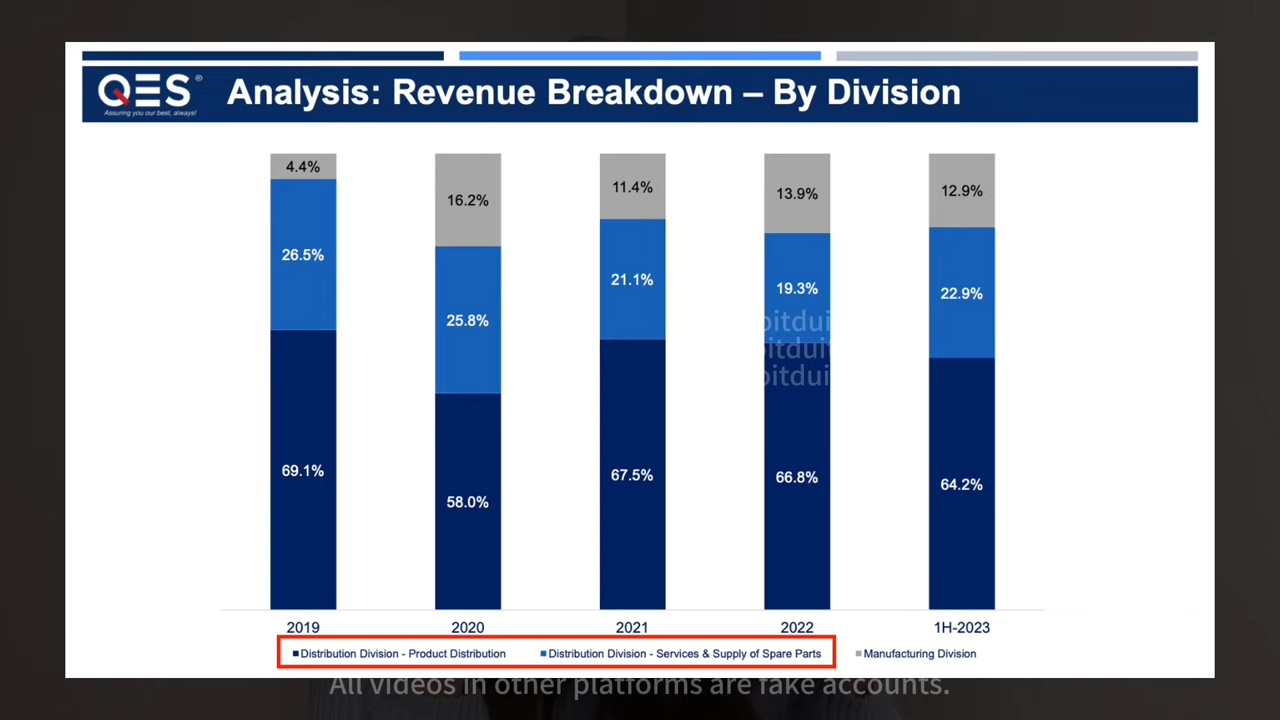 QES®
Assuring you our best, always!
Analysis: Revenue Breakdown – By Division
4.4% 16.2% 11.4% 13.9% 12.9%
26.5% 25.8% 21.1% 19.3% 22.9%
pitdui
pitduit
pitdui
69.1% 58.0% 67.5% 66.8% 64.2%
2019 2020 2021 2022 1H-2023
Distribution Division - Product Distribution Distribution Division - Services & Supply of Spare Parts Manufacturing Division
All videos in other platforms are fake accounts.